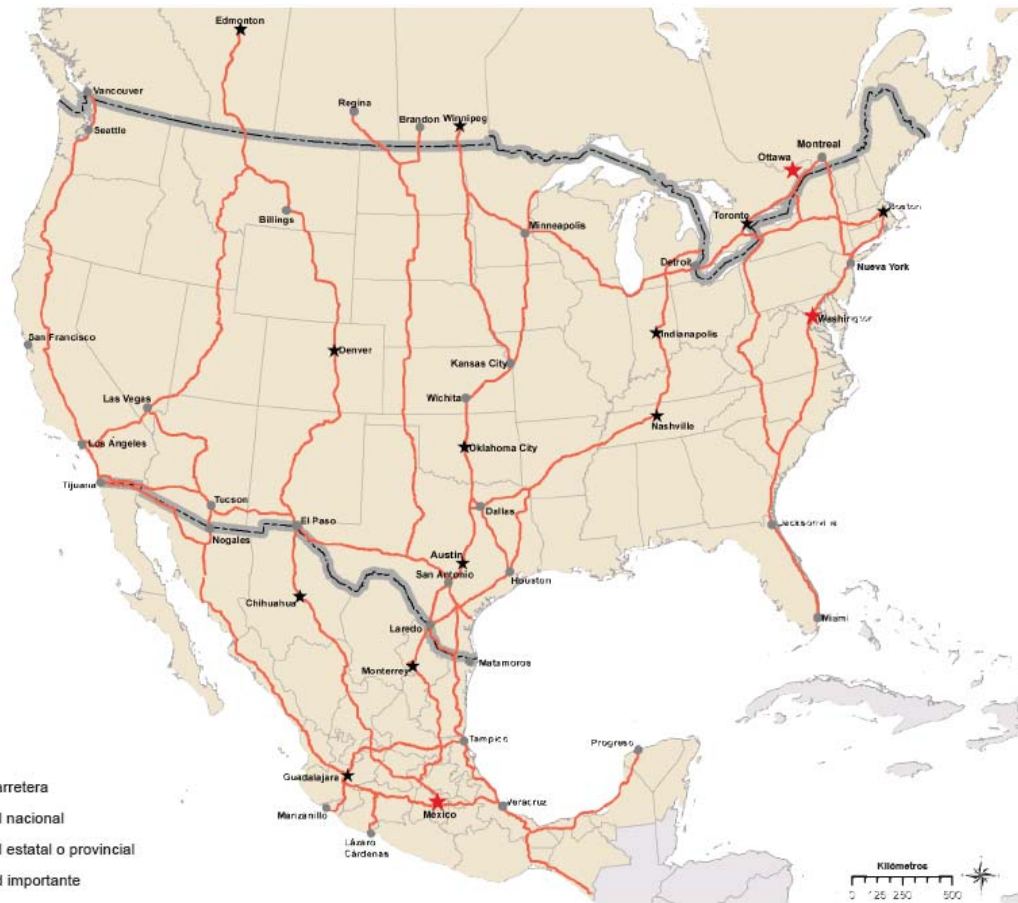 Edmonton
Vancouver
Seattle
Regina
Brandon
Winnipeg
Montreal
Ottawa
Toronto
Boston
Billings
Minneapolis
Detroit
Nueva York
Washington
San Francisco
Denver
Indianapolis
Kansas City
Las Vegas
Wichita
Nashville
Los Angeles
Oklahoma City
Tijuana
Tucson
Dallas
El Paso
Jacksonville
Nogales
Austin
San Antonio
Houston
Chihuahua
Laredo
Miami
Matamoros
Monterrey
Tampico
Progreso
Guadalajara
Manzanillo
México
Veracruz
Lázaro
Cárdenas
arretera
l nacional
l estatal o provincial
d importante
Kilómetros
0 125 250 500